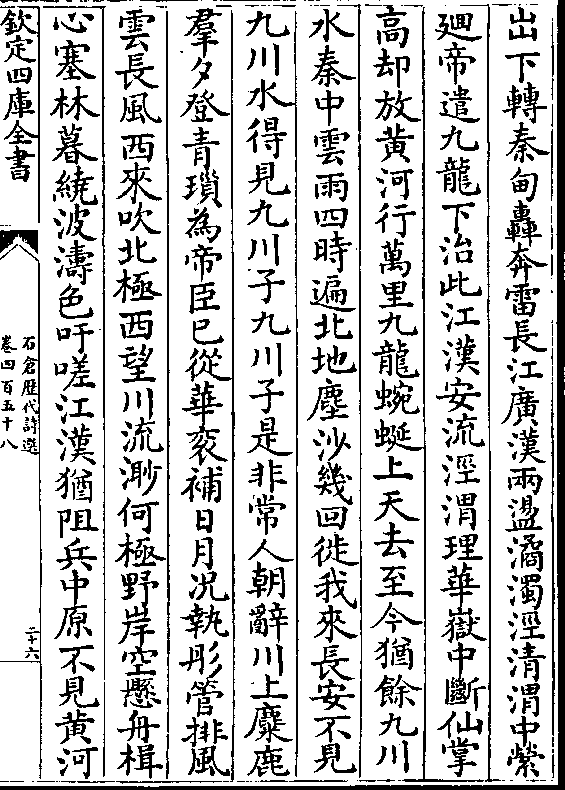 出下轉秦甸轟奔雷長江廣漢兩盪潏濁涇清渭中縈
廻帝遣九龍下治此江漢安流涇渭理華嶽中斷仙掌
高却放黄河行萬里九龍蜿蜒上天去至今猶餘九川
水秦中雲雨四時遍北地塵沙幾回徙我來長安不見
九川水得見九川子九川子是非常人朝辭川上麋鹿
羣夕登青瑣為帝臣已從華衮補日月况執彤管排風
雲長風西來吹北極西望川流渺何極野岸空懸舟楫
心塞林暮繞波濤色吁嗟江漢猶阻兵中原不見黄河
欽定四庫全書
石倉歴代詩選
卷四百五十八
二十六